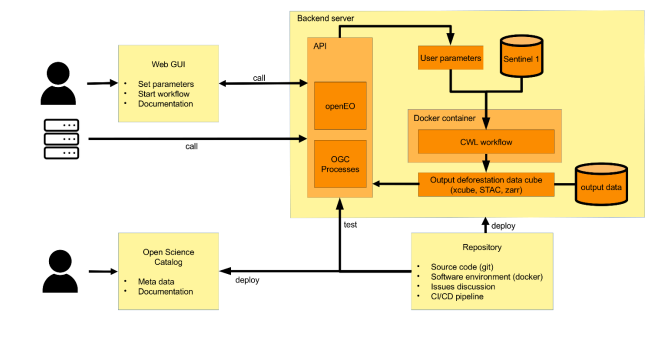 Backend server
API
Web GUI
• Set parameters
• Start workflow
• Documentation
call
User parameters
Sentinel 1
openEO
Docker container
CWL workflow
call
OGC
Processes
Output deforestation data cube
(xcube, STAC, zarr)
output data
test
deploy
Open Science
Catalog
• Meta data
• Documentation
deploy
Repository
• Source code (git)
• Software environment (docker)
• Issues discussion
• CI/CD pipeline